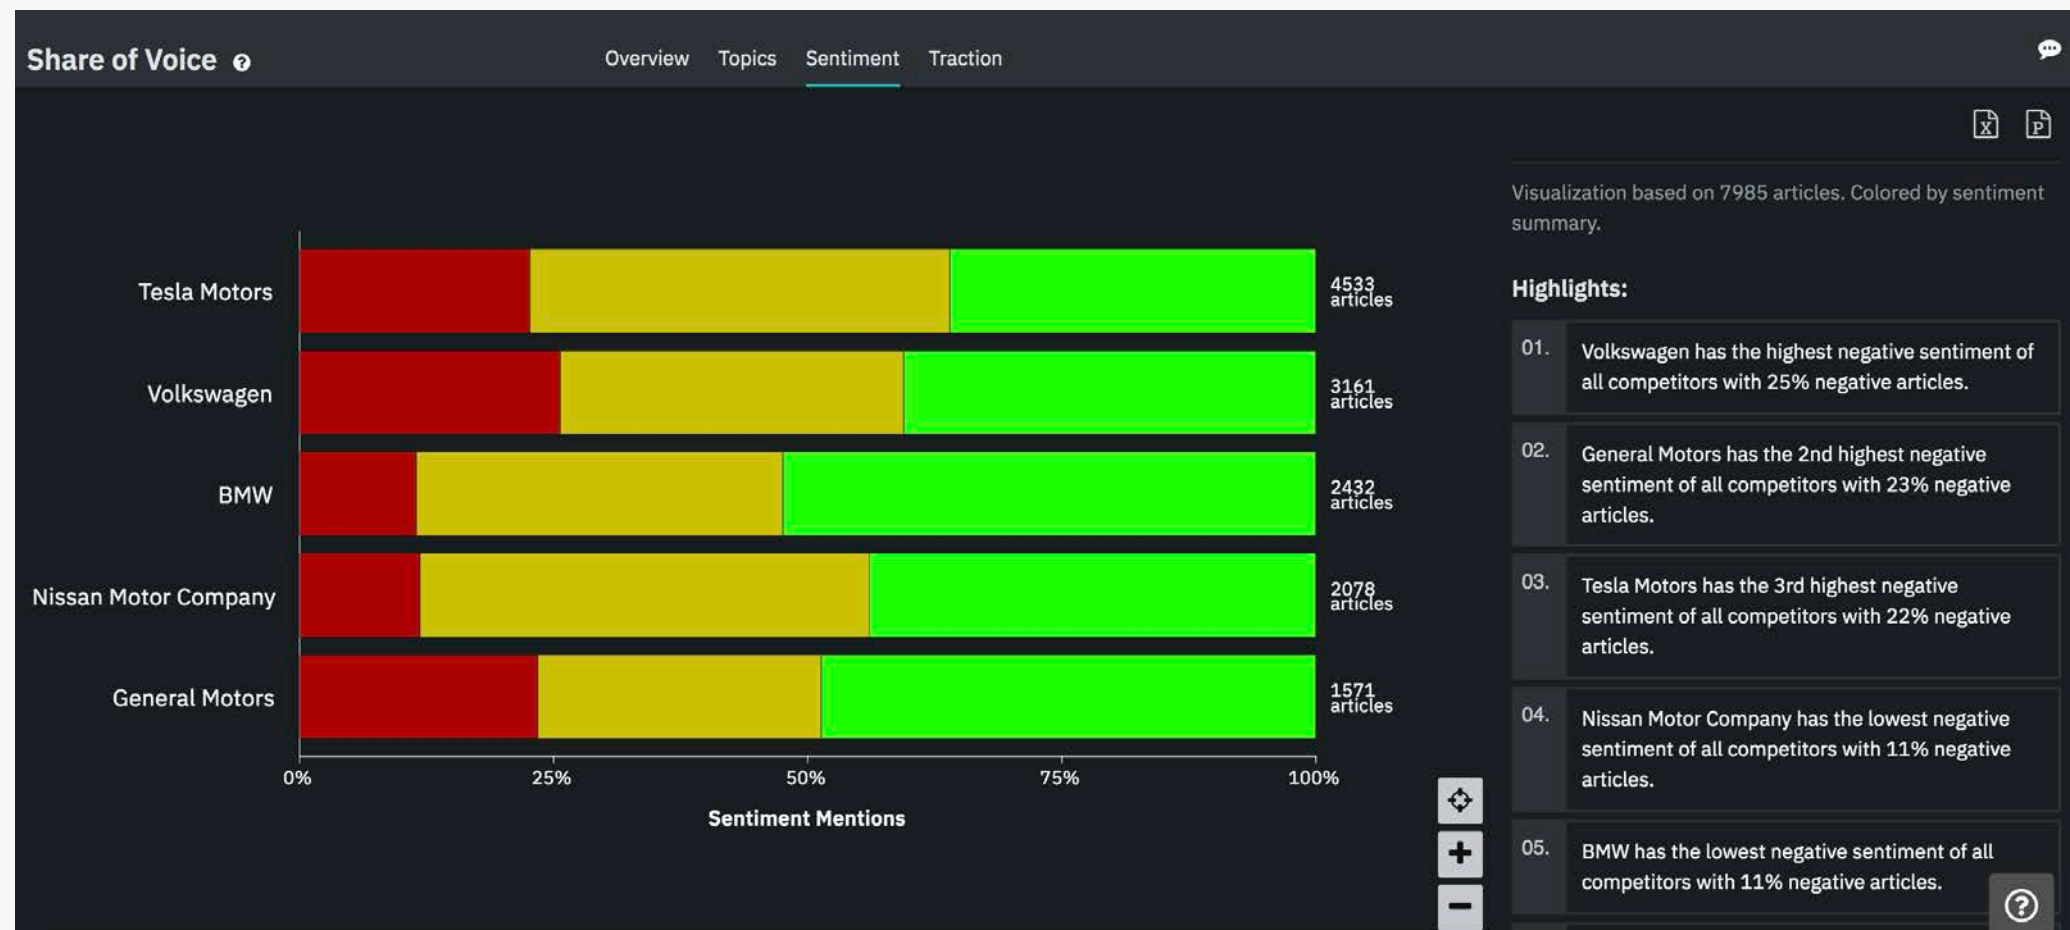 Share of Voice ?
Overview Topics Sentiment Traction
X P
Visualization based on 7985 articles. Colored by sentiment
summary.
Tesla Motors
4533
articles
Volkswagen
3161
articles
BMW
2432
articles
Nissan Motor Company
2078
articles
General Motors
1571
articles
0% 25% 50% 75% 100%
Sentiment Mentions
Highlights:
01.
Volkswagen has the highest negative sentiment of
all competitors with 25% negative articles.
02.
General Motors has the 2nd highest negative
sentiment of all competitors with 23% negative
articles.
03.
Tesla Motors has the 3rd highest negative
sentiment of all competitors with 22% negative
articles.
04.
Nissan Motor Company has the lowest negative
sentiment of all competitors with 11% negative
articles.
05.
BMW has the lowest negative sentiment of all
competitors with 11% negative articles.
+
−
?